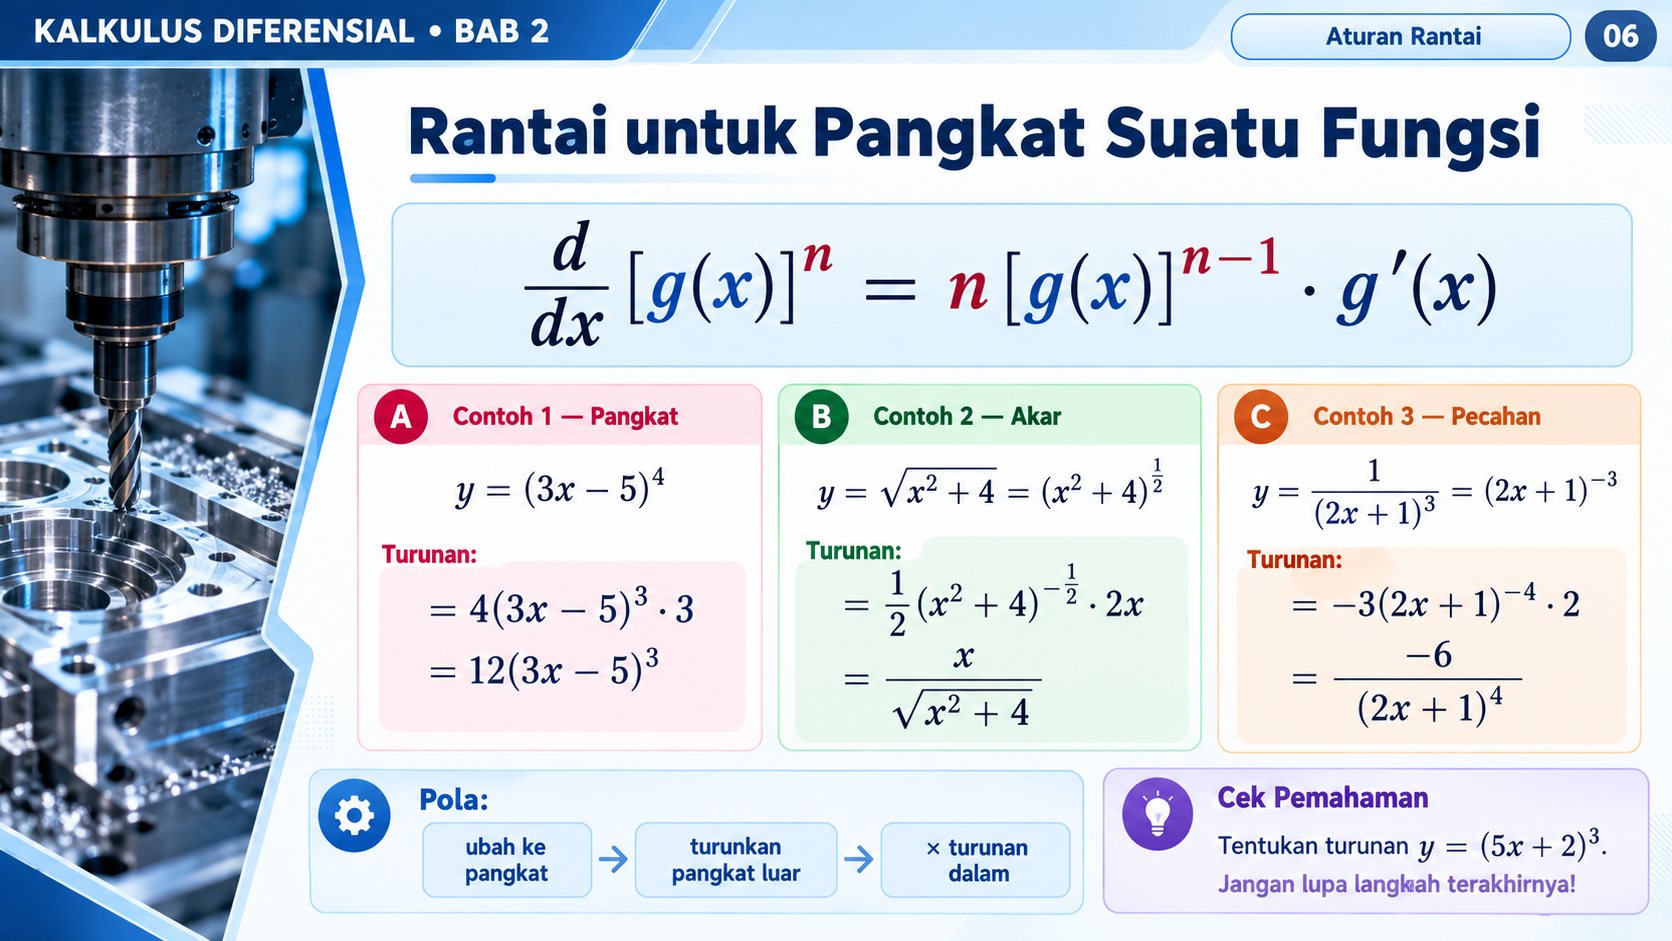 KALKULUS DIFERENSIAL • BAB 2
Aturan Rantai
06
Rantai untuk Pangkat Suatu Fungsi
d/dx [g(x)]^n = n [g(x)]^{n−1} · g′(x)
A
Contoh 1 — Pangkat
y = (3x − 5)^4
Turunan:
= 4(3x − 5)^3 · 3
= 12(3x − 5)^3
B
Contoh 2 — Akar
y = √(x^2 + 4) = (x^2 + 4)^{1/2}
Turunan:
= 1/2 (x^2 + 4)^{−1/2} · 2x
= x / √(x^2 + 4)
C
Contoh 3 — Pecahan
y = 1/(2x + 1)^3 = (2x + 1)^{−3}
Turunan:
= −3(2x + 1)^{−4} · 2
= −6/(2x + 1)^4
Pola:
ubah ke
pangkat
→
turunkan
pangkat luar
→
× turunan
dalam
Cek Pemahaman
Tentukan turunan y = (5x + 2)^3.
Jangan lupa langkah terakhirnya!